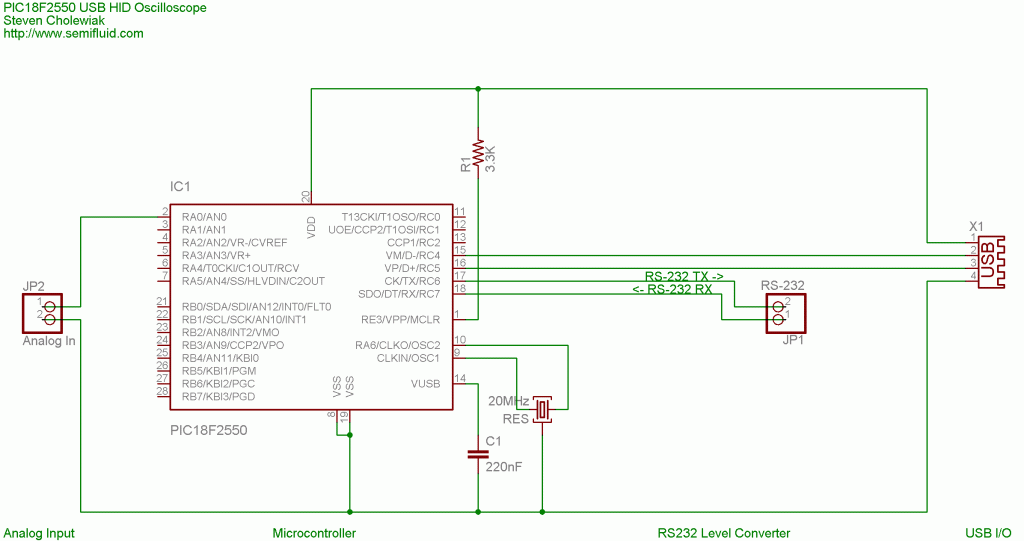 PIC18F2550 USB HID Oscilloscope
Steven Cholewiak
http://www.semifluid.com
R1
3.3K
IC1
20
VDD
2 RA0/AN0
3 RA1/AN1
4 RA2/AN2/VR-/CVREF
5 RA3/AN3/VR+
6 RA4/T0CKI/C1OUT/RCV
7 RA5/AN4/SS/HLVDIN/C2OUT
21 RB0/SDA/SDI/AN12/INT0/FLT0
22 RB1/SCL/SCK/AN10/INT1
23 RB2/AN8/INT2/VMO
24 RB3/AN9/CCP2/VPO
25 RB4/AN11/KBI0
26 RB5/KBI1/PGM
27 RB6/KBI2/PGC
28 RB7/KBI3/PGD
T13CKI/T1OSO/RC0 11
UOE/CCP2/T1OSI/RC1 12
CCP1/RC2 13
VM/D-/RC4 15
VP/D+/RC5 16
CK/TX/RC6 17
SDO/DT/RX/RC7 18
RE3/VPP/MCLR 1
RA6/CLKO/OSC2 10
CLKIN/OSC1 9
VUSB 14
VSS
VSS
8
19
PIC18F2550
JP2
1
2
Analog In
RS-232 TX ->
<- RS-232 RX
RS-232
2
1
JP1
X1
1
2
3
4
USB
20MHz
RES
C1
220nF
Analog Input
Microcontroller
RS232 Level Converter
USB I/O